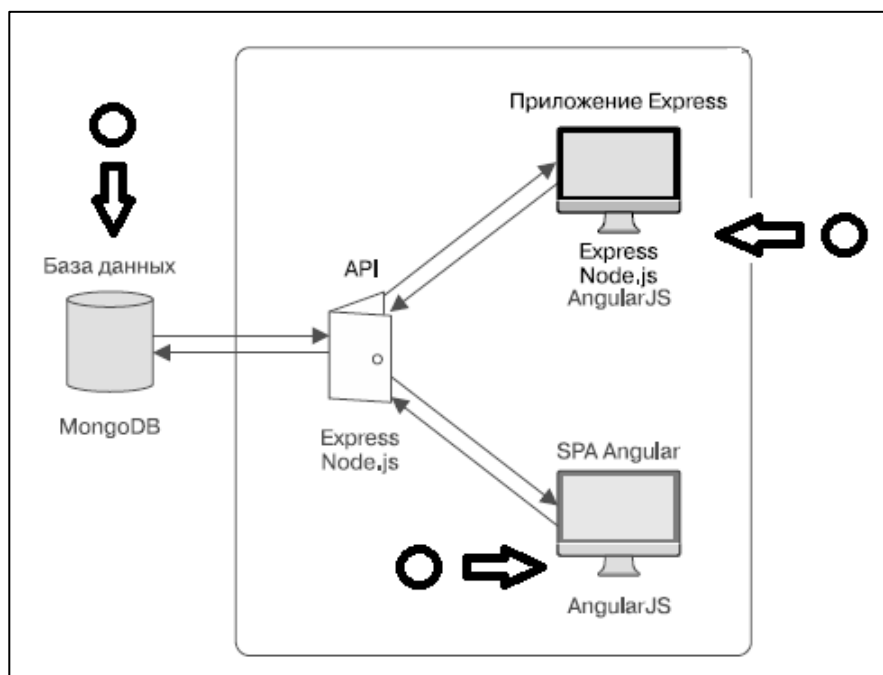 Приложение Express
Express
Node.js
AngularJS
База данных
API
MongoDB
Express
Node.js
SPA Angular
AngularJS